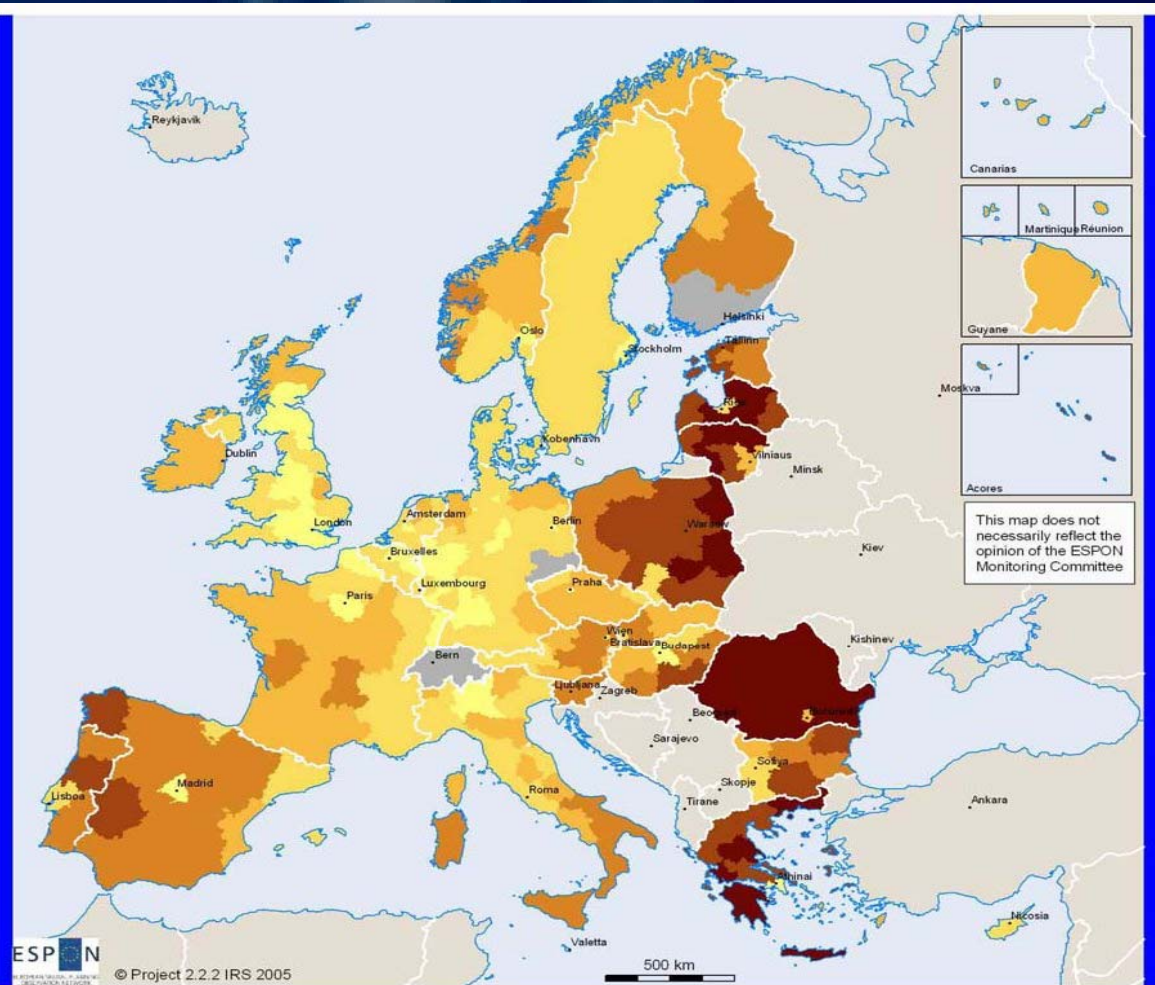 Reykjavik
Canarias
Martinique
Réunion
Guyane
Acores
This map does not
necessarily reflect the
opinion of the ESPON
Monitoring Committee
Oslo
Helsinki
Stockholm
Tallinn
Moskva
Dublin
Kobenhavn
Vilniaus
Minsk
London
Amsterdam
Berlin
Warsaw
Bruxelles
Kiev
Luxembourg
Praha
Paris
Wien
Bratislava
Budapest
Kishinev
Bern
Ljubljana
Zagreb
Sarajevo
Sofiya
Madrid
Skopje
Lisboa
Roma
Tirane
Ankara
Athinai
Nicosia
Valetta
ESPON
© Project 2.2.2 IRS 2005
500 km